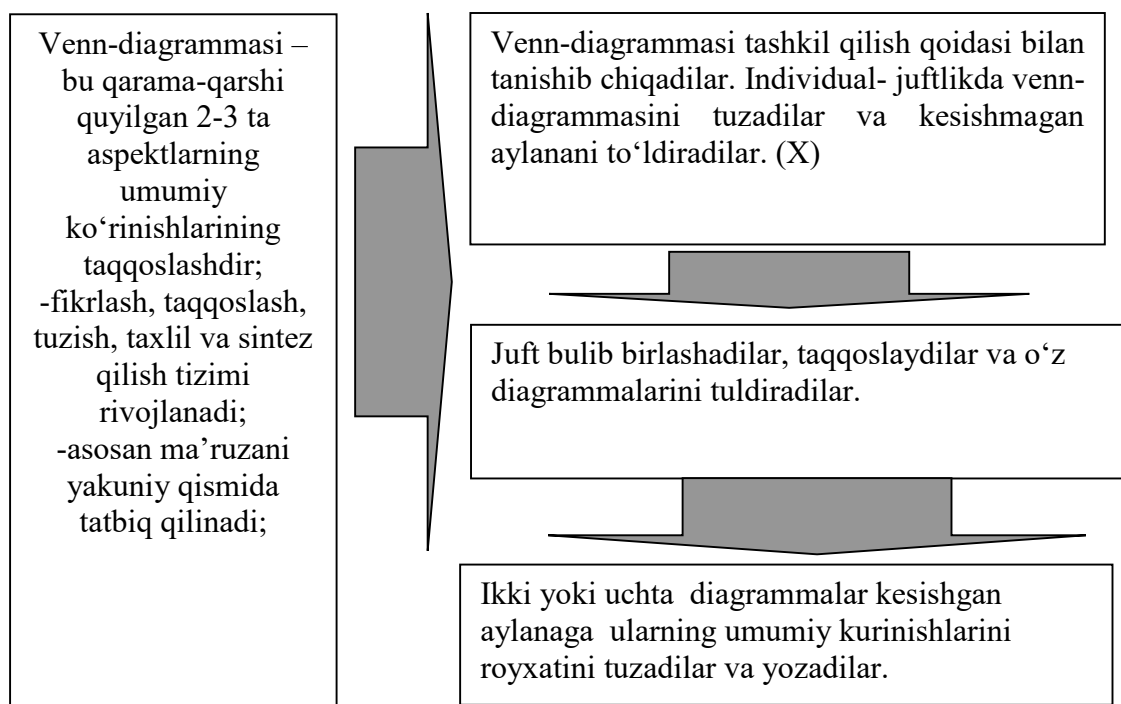 Venn-diagrammasi –
bu qarama-qarshi
quyilgan 2-3 ta
aspektlarning
umumiy
ko‘rinishlarining
taqqoslashdir;
-fikrlash, taqqoslash,
tuzish, taxlil va sintez
qilish tizimi
rivojlanadi;
-asosan ma’ruzani
yakuniy qismida
tatbiq qilinadi;
Venn-diagrammasi tashkil qilish qoidasi bilan
tanishib chiqadilar. Individual- juftlikda venn-
diagrammasini tuzadilar va kesishmagan
aylanani to‘ldiradilar. (X)
Juft bulib birlashadilar, taqqoslaydilar va o‘z
diagrammalarini tuldiradilar.
Ikki yoki uchta diagrammalar kesishgan
aylanaga ularning umumiy kurinishlarini
royxatini tuzadilar va yozadilar.